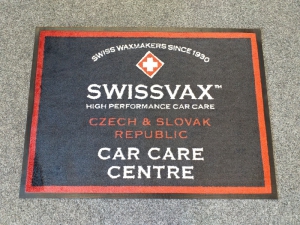 SWISS WAXMAKERS SINCE 1930
SWISSVAX™
HIGH PERFORMANCE CAR CARE
CZECH & SLOVAK
REPUBLIC
CAR CARE
CENTRE